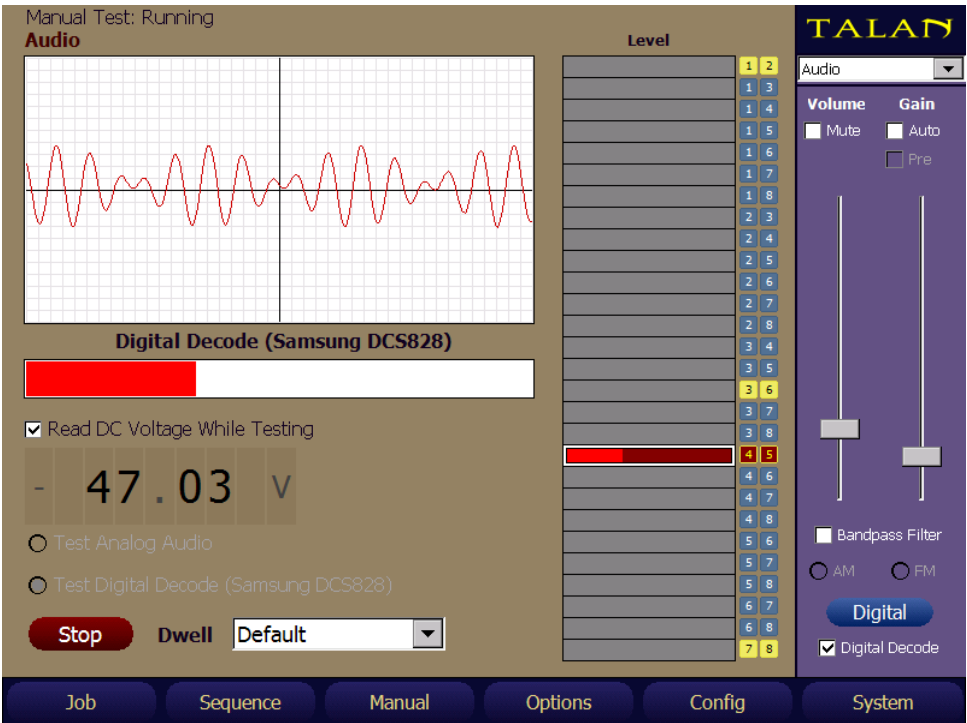 Manual Test: Running
Audio
Level
TALAN
Audio
Volume Gain
Mute Auto
Pre
Digital Decode (Samsung DCS828)
Read DC Voltage While Testing
- 47.03 V
Test Analog Audio
Test Digital Decode (Samsung DCS828)
Stop Dwell Default
1 2
1 3
1 4
1 5
1 6
1 7
1 8
2 3
2 4
2 5
2 6
2 7
2 8
3 4
3 5
3 6
3 7
3 8
4 5
4 6
4 7
4 8
5 6
5 7
5 8
6 7
6 8
7 8
Bandpass Filter
AM FM
Digital
Digital Decode
Job Sequence Manual Options Config System